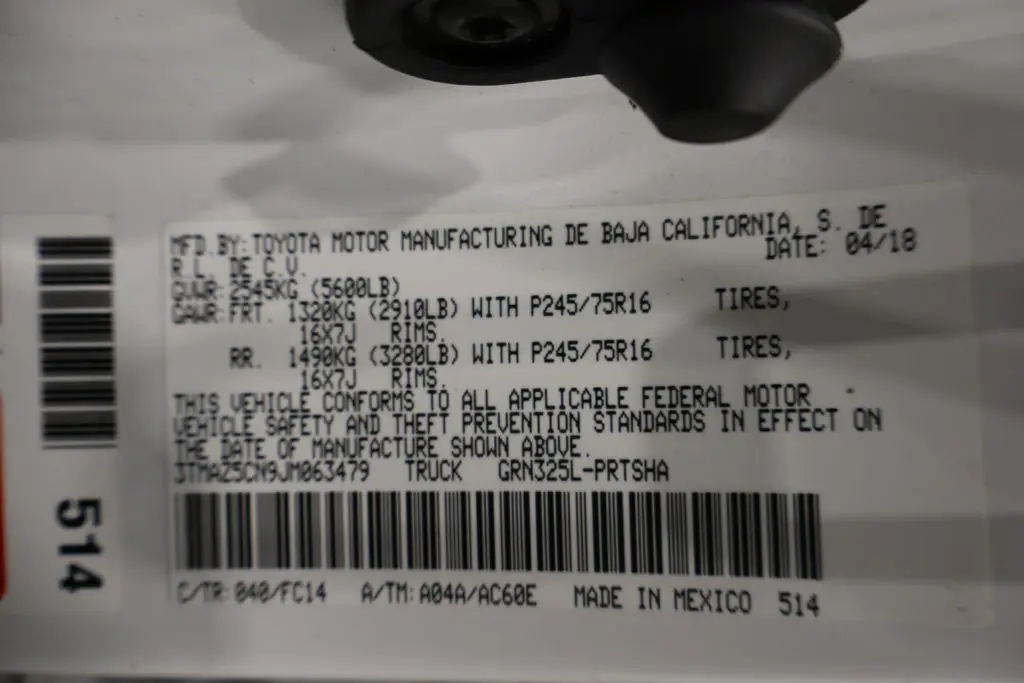 MFD.BY:TOYOTA MOTOR MANUFACTURING DE BAJA CALIFORNIA, S. DE
R.L. DE C.V. DATE: 04/18
GVWR:2545KG (5600LB)
GAWR:FRT. 1320KG (2910LB) WITH P245/75R16 TIRES,
16X7J RIMS.
RR. 1490KG (3280LB) WITH P245/75R16 TIRES,
16X7J RIMS.
THIS VEHICLE CONFORMS TO ALL APPLICABLE FEDERAL MOTOR
VEHICLE SAFETY AND THEFT PREVENTION STANDARDS IN EFFECT ON
THE DATE OF MANUFACTURE SHOWN ABOVE.
3TMAZ5CN9JM063479 TRUCK GRN325L-PRTSHA
C/TR:040/FC14 A/TM:A04A/AC60E MADE IN MEXICO 514
514